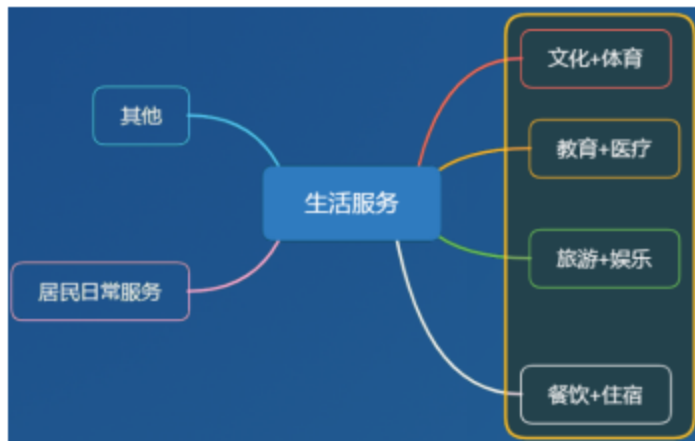 文化+体育
其他
教育+医疗
生活服务
旅游+娱乐
居民日常服务
餐饮+住宿